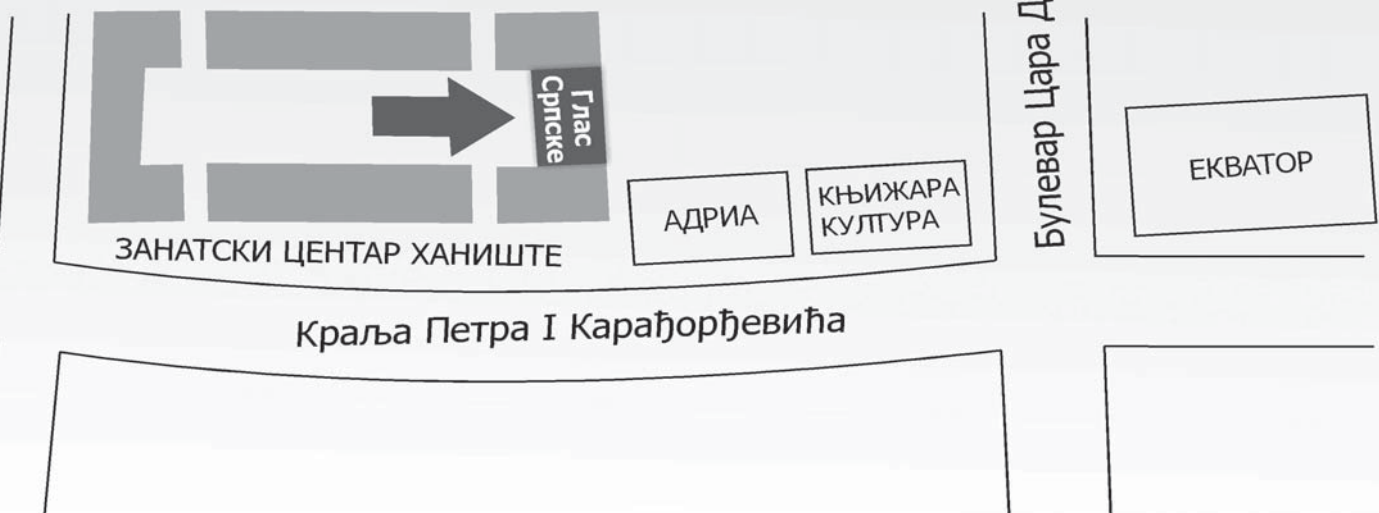 Глас
Српске
ЗАНАТСКИ ЦЕНТАР ХАНИШТЕ
АДРИА
КЊИЖАРА
КУЛТУРА
Булевар Цара
ЕКВАТОР
Краља Петра I Карађорђевића